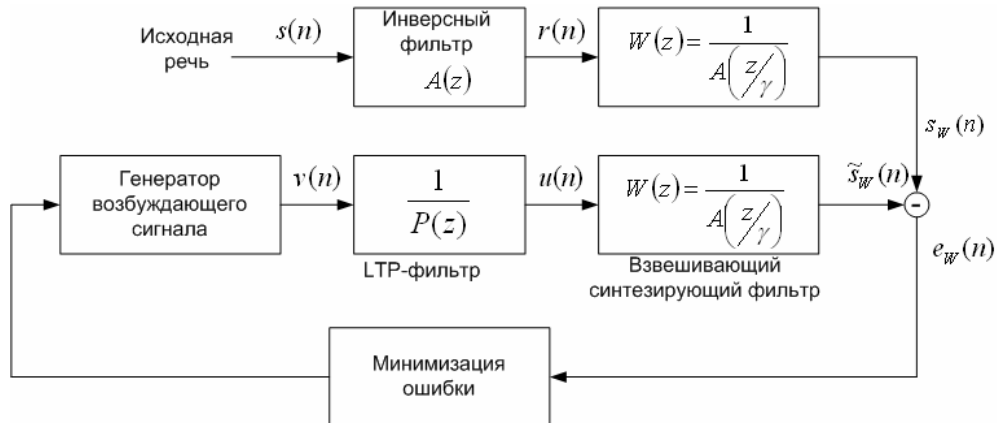 Исходная речь
s(n)
Инверсный фильтр
A(z)
r(n)
W(z) = 1 / A(z/γ)
s_W(n)
Генератор возбуждающего сигнала
v(n)
1 / P(z)
LTP-фильтр
u(n)
W(z) = 1 / A(z/γ)
Взвешивающий синтезирующий фильтр
s̃_W(n)
-
e_W(n)
Минимизация ошибки